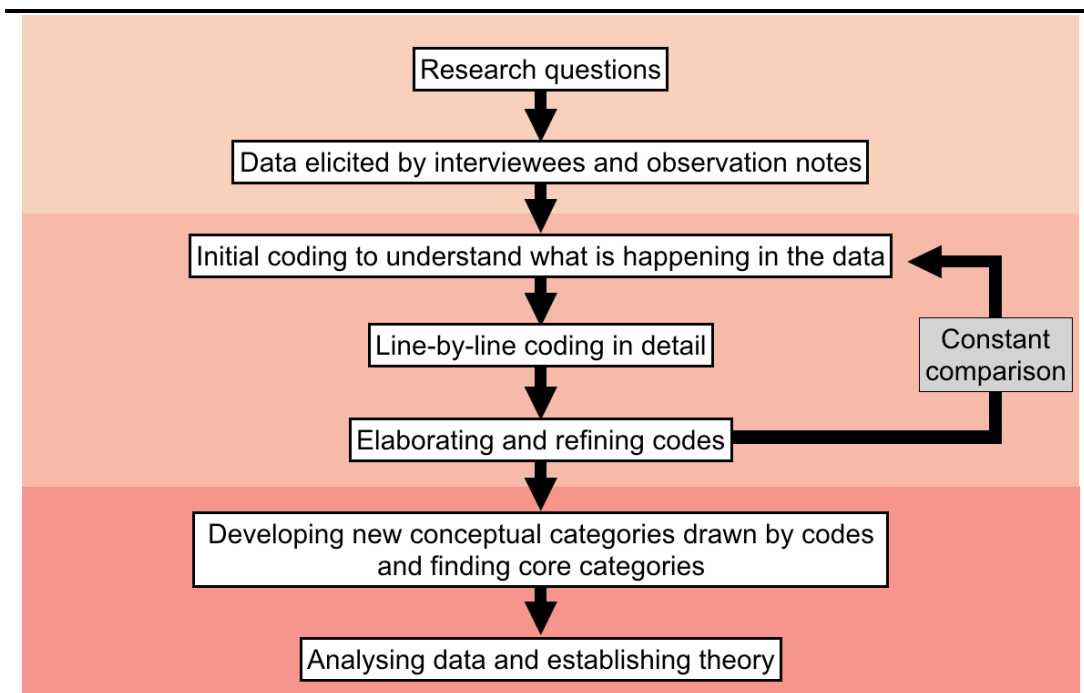 Research questions
Data elicited by interviewees and observation notes
Initial coding to understand what is happening in the data
Line-by-line coding in detail
Constant
comparison
Elaborating and refining codes
Developing new conceptual categories drawn by codes
and finding core categories
Analysing data and establishing theory